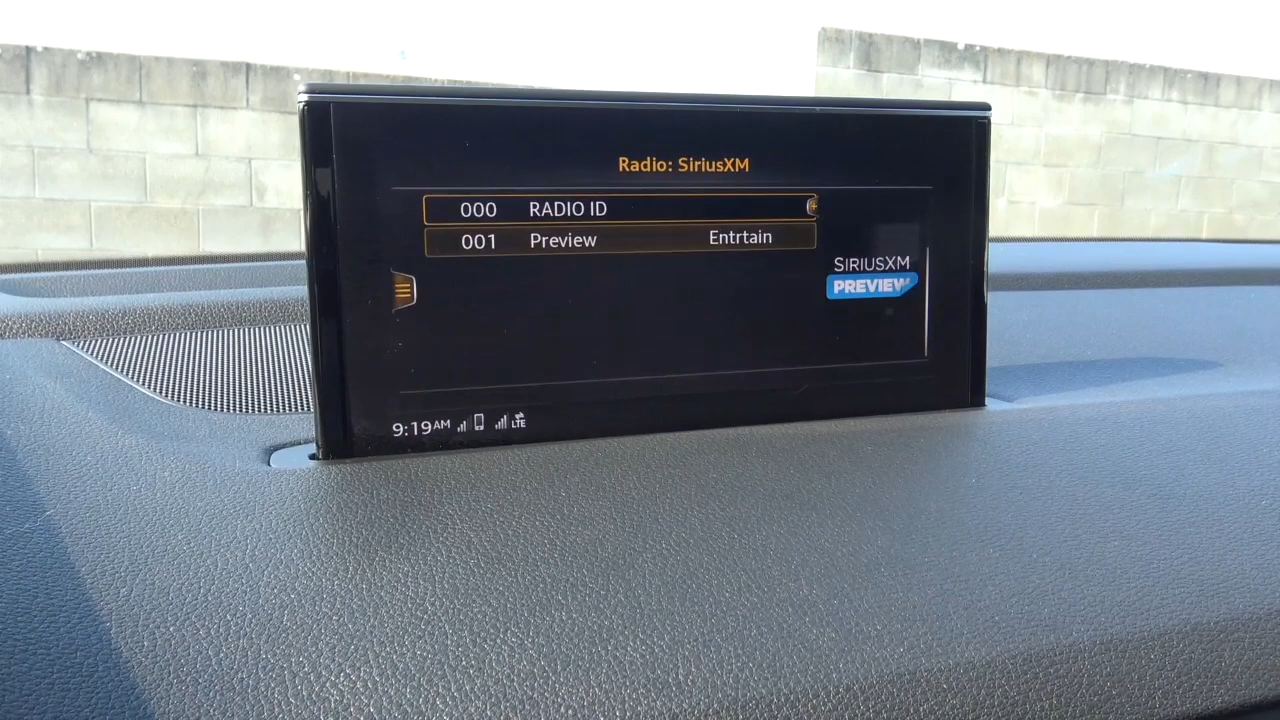 Radio: SiriusXM
000 RADIO ID
001 Preview Entrtain
SIRIUSXM
PREVIEW
9:19AM LTE